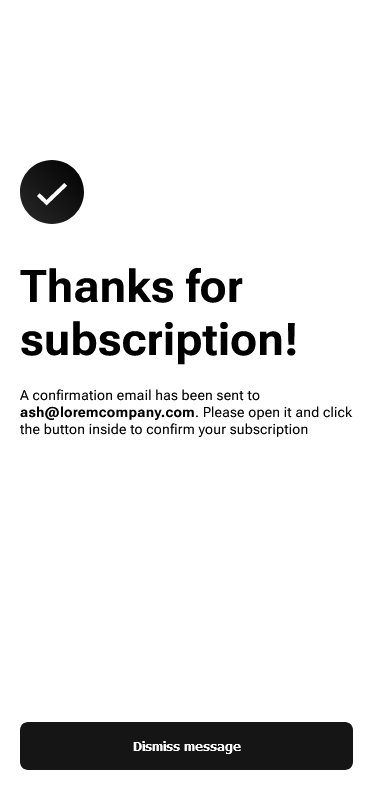 Thanks for
subscription!
A confirmation email has been sent to
ash@loremcompany.com. Please open it and click
the button inside to confirm your subscription
Dismiss message